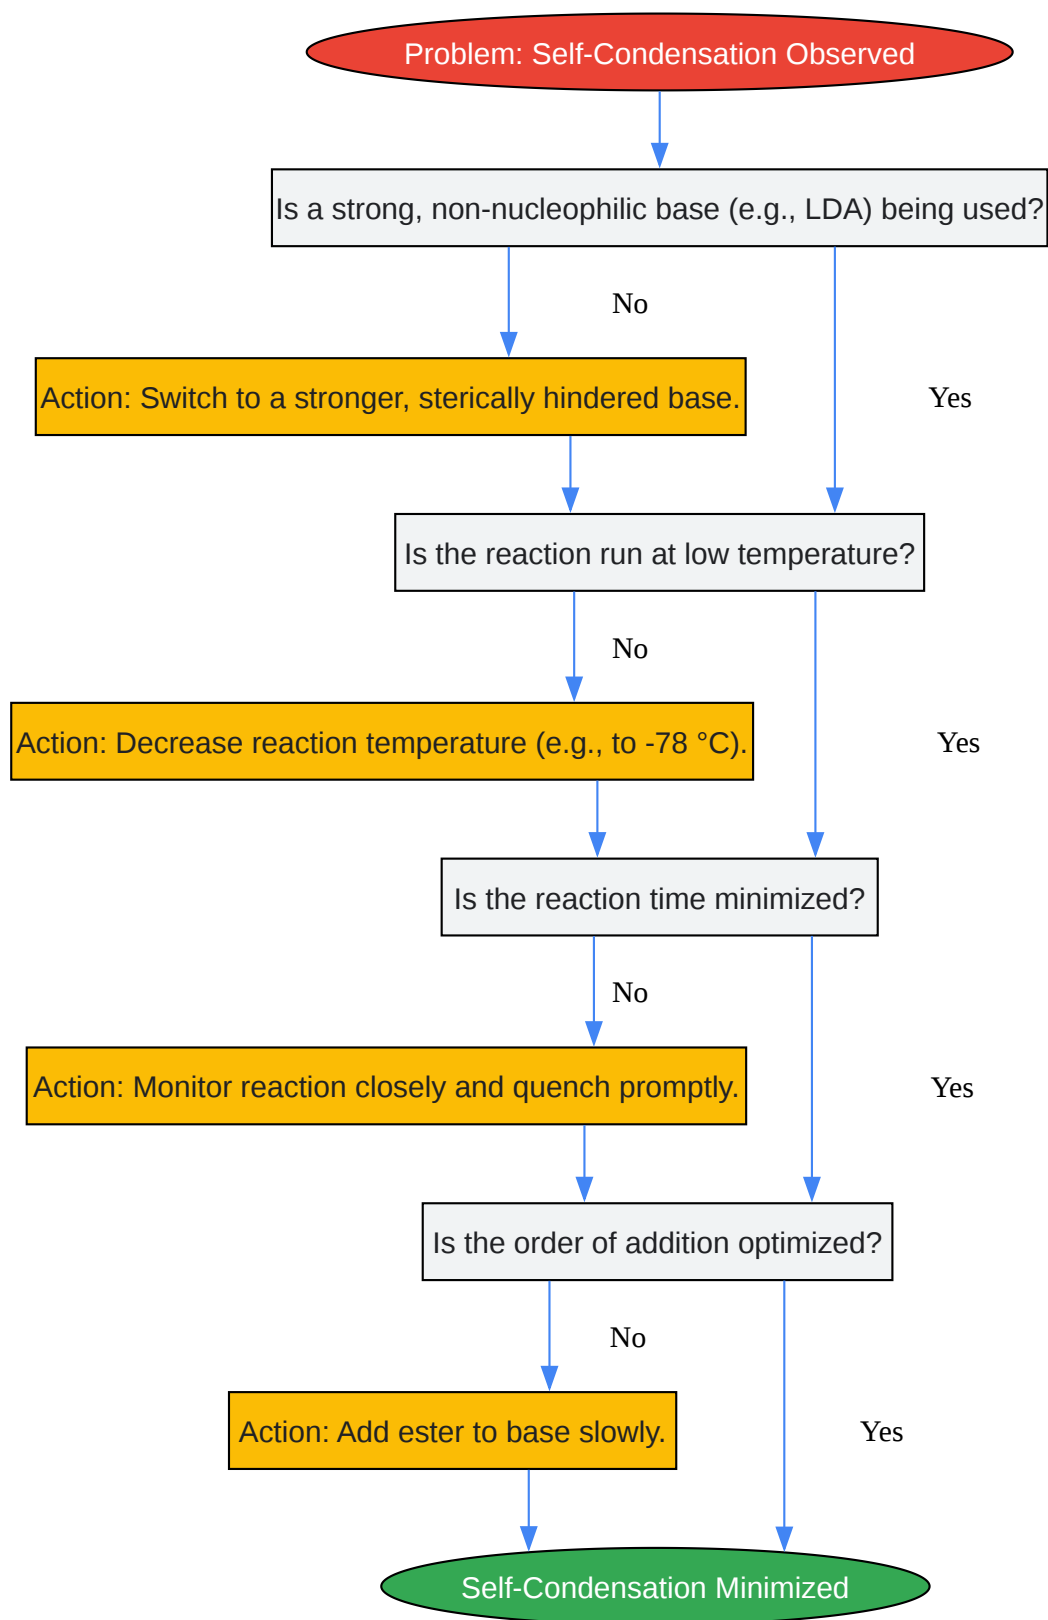 Problem: Self-Condensation Observed
Is a strong, non-nucleophilic base (e.g., LDA) being used?
No
Action: Switch to a stronger, sterically hindered base.
Yes
Is the reaction run at low temperature?
No
Action: Decrease reaction temperature (e.g., to -78 °C).
Yes
Is the reaction time minimized?
No
Action: Monitor reaction closely and quench promptly.
Yes
Is the order of addition optimized?
No
Action: Add ester to base slowly.
Yes
Self-Condensation Minimized